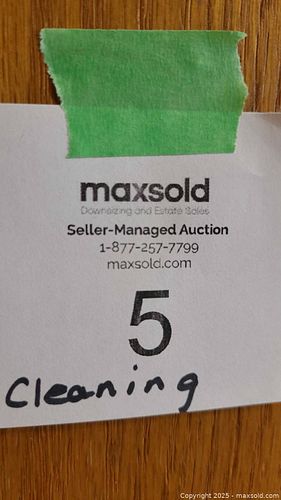 maxsold
Downsizing and Estate Sales
Seller-Managed Auction
1-877-257-7799
maxsold.com
5
Cleaning
Copyright 2025 - maxsold.com